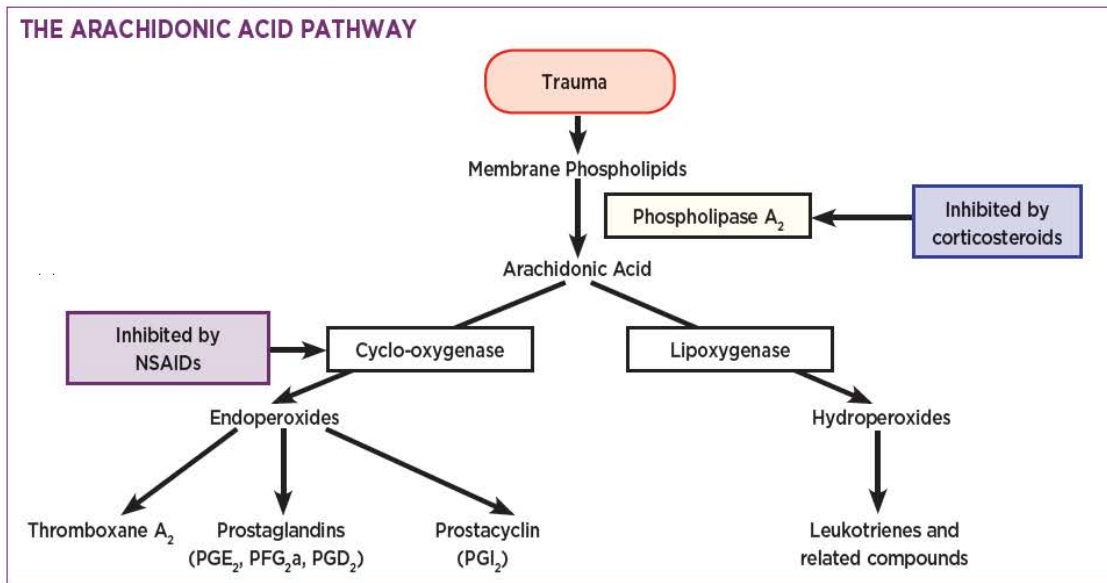 THE ARACHIDONIC ACID PATHWAY
Trauma
Membrane Phospholipids
Phospholipase A₂
Inhibited by
corticosteroids
Arachidonic Acid
Inhibited by
NSAIDs
Cyclo-oxygenase
Lipoxygenase
Endoperoxides
Hydroperoxides
Thromboxane A₂
Prostaglandins
(PGE₂, PFG₂a, PGD₂)
Prostacyclin
(PGI₂)
Leukotrienes and
related compounds